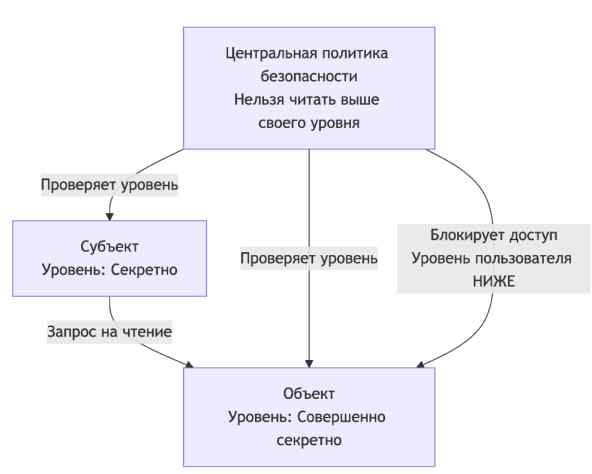 Центральная политика
безопасности
Нельзя читать выше
своего уровня
Проверяет уровень
Субъект
Уровень: Секретно
Проверяет уровень
Блокирует доступ
Уровень пользователя
НИЖЕ
Запрос на чтение
Объект
Уровень: Совершенно
секретно